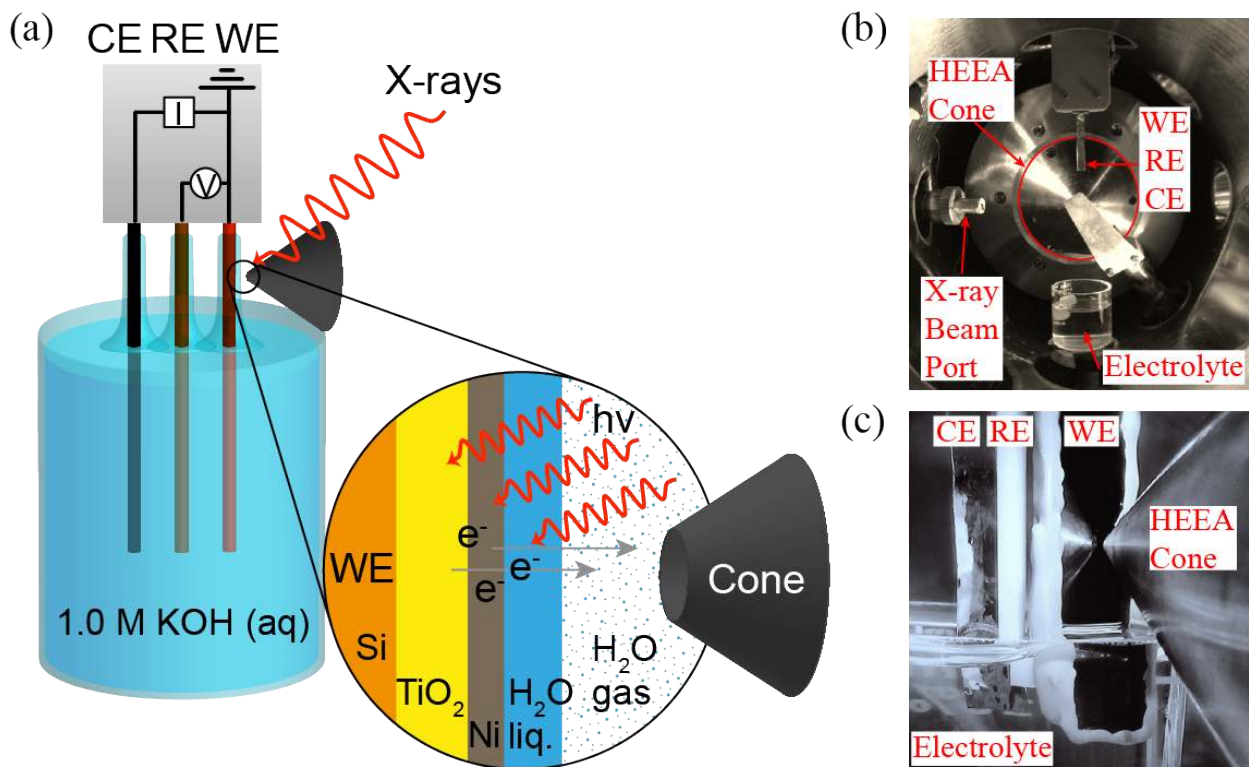 (a)
CE RE WE
I
V
X-rays
1.0 M KOH (aq)
hν
e-
e-
e-
WE
Cone
Si
TiO2
Ni
H2O
liq.
H2O
gas
(b)
HEEA
Cone
WE
RE
CE
X-ray
Beam
Port
Electrolyte
(c)
CE RE WE
HEEA
Cone
Electrolyte